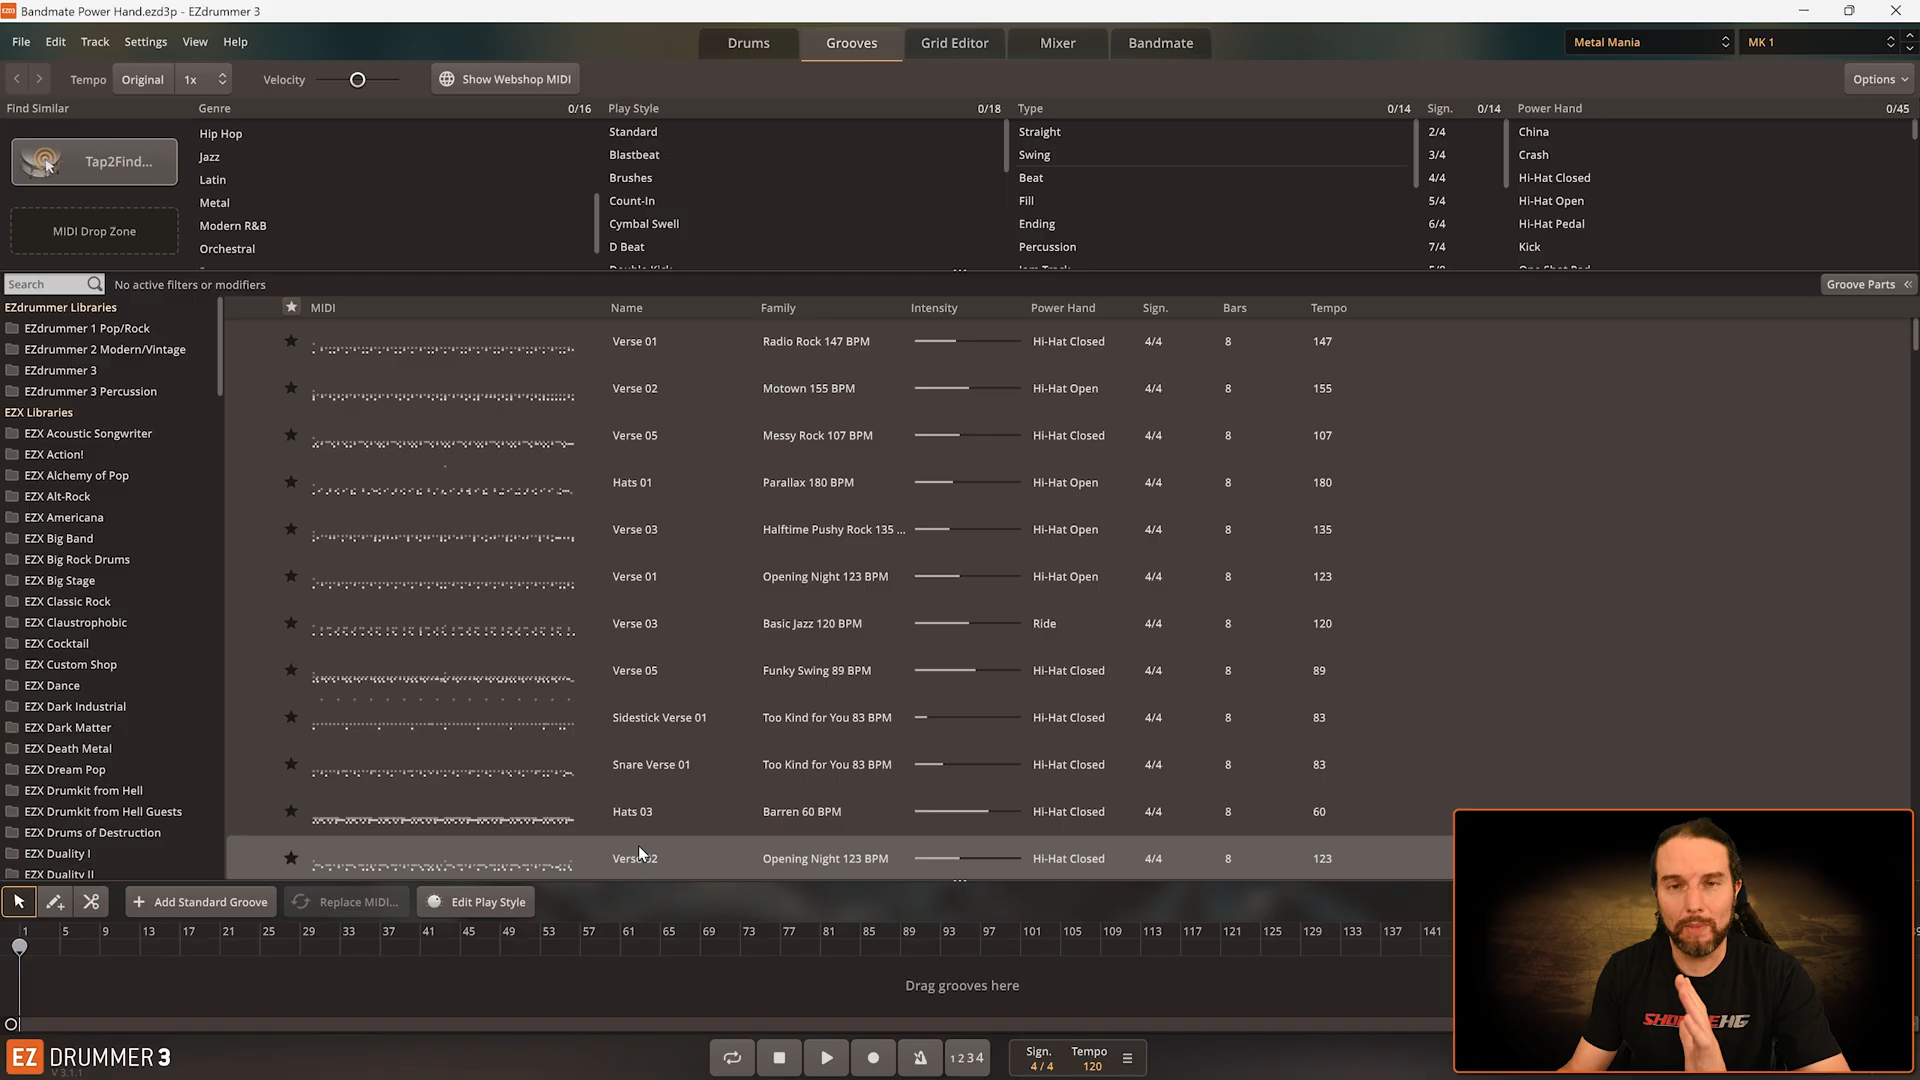 Bandmate Power Hand.ezd3p - EZdrummer 3
File Edit Track Settings View Help
Drums Grooves Grid Editor Mixer Bandmate
Metal Mania MK 1
Tempo Original 1x Velocity Show Webshop MIDI Options
Find Similar Genre 0/16 Play Style 0/18 Type 0/14 Sign. 0/14 Power Hand 0/45
Tap2Find...
MIDI Drop Zone
Hip Hop
Jazz
Latin
Metal
Modern R&B
Orchestral
Standard
Blastbeat
Brushes
Count-In
Cymbal Swell
D Beat
Straight
Swing
Beat
Fill
Ending
Percussion
2/4
3/4
4/4
5/4
6/4
7/4
China
Crash
Hi-Hat Closed
Hi-Hat Open
Hi-Hat Pedal
Kick
Search No active filters or modifiers Groove Parts
EZdrummer Libraries
EZdrummer 1 Pop/Rock
EZdrummer 2 Modern/Vintage
EZdrummer 3
EZdrummer 3 Percussion
EZX Libraries
EZX Acoustic Songwriter
EZX Action!
EZX Alchemy of Pop
EZX Alt-Rock
EZX Americana
EZX Big Band
EZX Big Rock Drums
EZX Big Stage
EZX Classic Rock
EZX Claustrophobic
EZX Cocktail
EZX Custom Shop
EZX Dance
EZX Dark Industrial
EZX Dark Matter
EZX Death Metal
EZX Dream Pop
EZX Drumkit from Hell
EZX Drumkit from Hell Guests
EZX Drums of Destruction
EZX Duality I
EZX Duality II
MIDI Name Family Intensity Power Hand Sign. Bars Tempo
Verse 01 Radio Rock 147 BPM Hi-Hat Closed 4/4 8 147
Verse 02 Motown 155 BPM Hi-Hat Open 4/4 8 155
Verse 05 Messy Rock 107 BPM Hi-Hat Closed 4/4 8 107
Hats 01 Parallax 180 BPM Hi-Hat Open 4/4 8 180
Verse 03 Halftime Pushy Rock 135 ... Hi-Hat Open 4/4 8 135
Verse 01 Opening Night 123 BPM Hi-Hat Open 4/4 8 123
Verse 03 Basic Jazz 120 BPM Ride 4/4 8 120
Verse 05 Funky Swing 89 BPM Hi-Hat Closed 4/4 8 89
Sidestick Verse 01 Too Kind for You 83 BPM Hi-Hat Closed 4/4 8 83
Snare Verse 01 Too Kind for You 83 BPM Hi-Hat Closed 4/4 8 83
Hats 03 Barren 60 BPM Hi-Hat Closed 4/4 8 60
Verse 02 Opening Night 123 BPM Hi-Hat Closed 4/4 8 123
Add Standard Groove Replace MIDI... Edit Play Style
1 5 9 13 17 21 25 29 33 37 41 45 49 53 57 61 65 69 73 77 81 85 89 93 97 101 105 109 113 117 121 125 129 133 137 141
Drag grooves here
EZ DRUMMER 3
V 3.1.1
1 2 3 4
Sign. Tempo
4 / 4 120